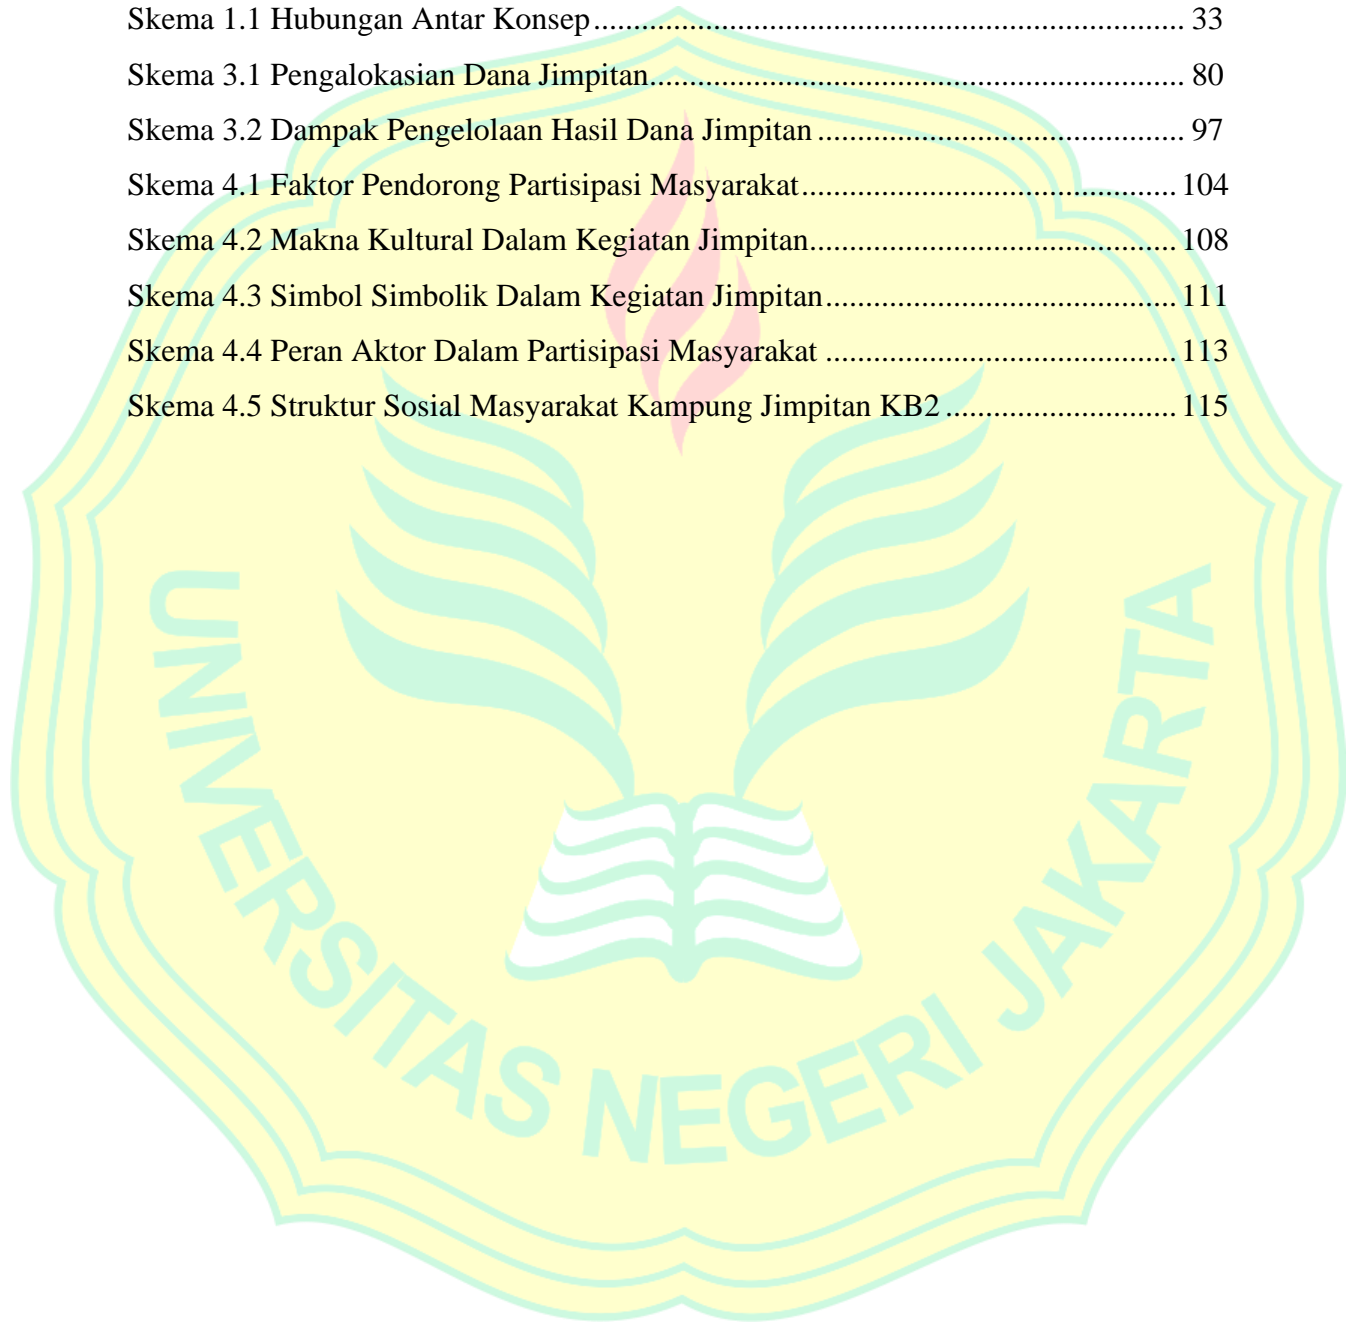 Skema 1.1 Hubungan Antar Konsep........................................................................ 33
Skema 3.1 Pengalokasian Dana Jimpitan.................................................................. 80
Skema 3.2 Dampak Pengelolaan Hasil Dana Jimpitan ............................................. 97
Skema 4.1 Faktor Pendorong Partisipasi Masyarakat.............................................. 104
Skema 4.2 Makna Kultural Dalam Kegiatan Jimpitan............................................. 108
Skema 4.3 Simbol Simbolik Dalam Kegiatan Jimpitan........................................... 111
Skema 4.4 Peran Aktor Dalam Partisipasi Masyarakat ........................................... 113
Skema 4.5 Struktur Sosial Masyarakat Kampung Jimpitan KB2 ............................ 115
UNIVERSITAS NEGERI JAKARTA